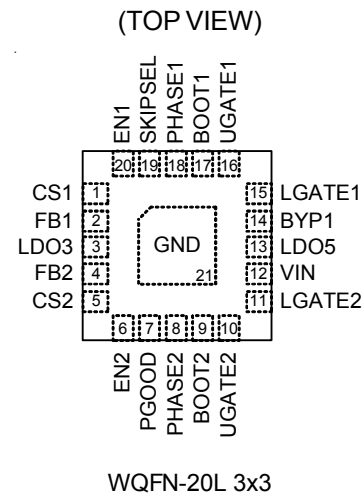 (TOP VIEW)
EN1
SKIPSEL
PHASE1
BOOT1
UGATE1
20 19 18 17 16
CS1 1
FB1 2
LDO3 3
FB2 4
CS2 5
GND
21
15 LGATE1
14 BYP1
13 LDO5
12 VIN
11 LGATE2
6 7 8 9 10
EN2
PGOOD
PHASE2
BOOT2
UGATE2
WQFN-20L 3x3